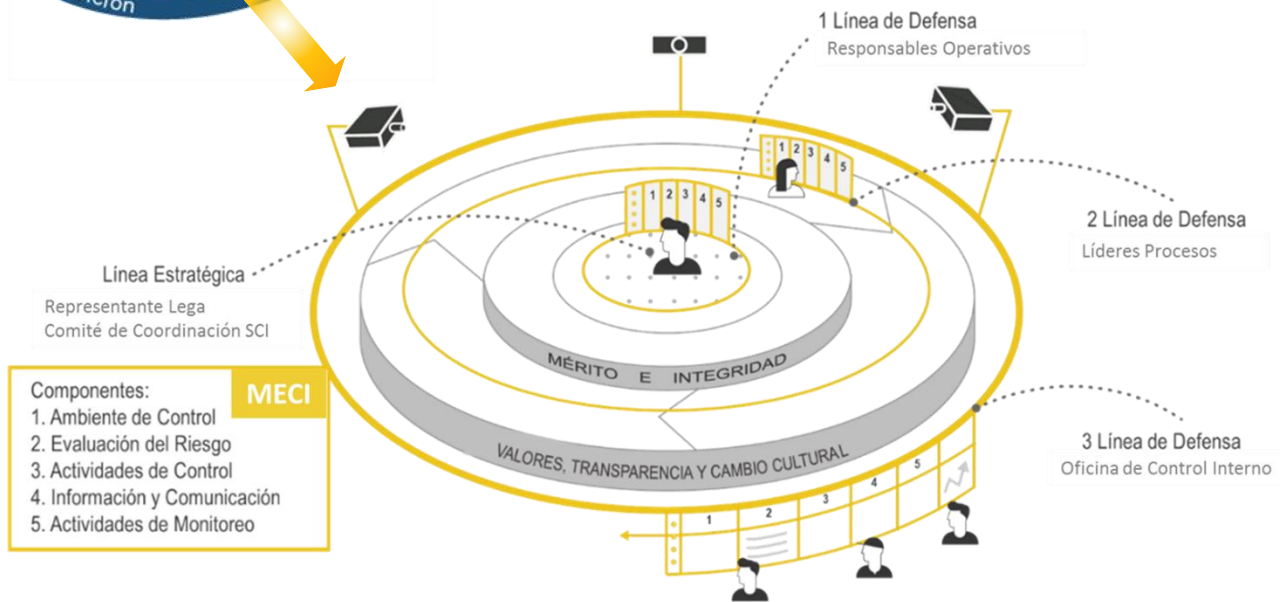 1 Línea de Defensa
Responsables Operativos
1 2 3 4 5
1 2 3 4 5
2 Línea de Defensa
Líderes Procesos
Línea Estratégica
Representante Lega
Comité de Coordinación SCI
MÉRITO E INTEGRIDAD
MECI
Componentes:
1. Ambiente de Control
2. Evaluación del Riesgo
3. Actividades de Control
4. Información y Comunicación
5. Actividades de Monitoreo
VALORES, TRANSPARENCIA Y CAMBIO CULTURAL
3 Línea de Defensa
Oficina de Control Interno
1 2 3 4 5